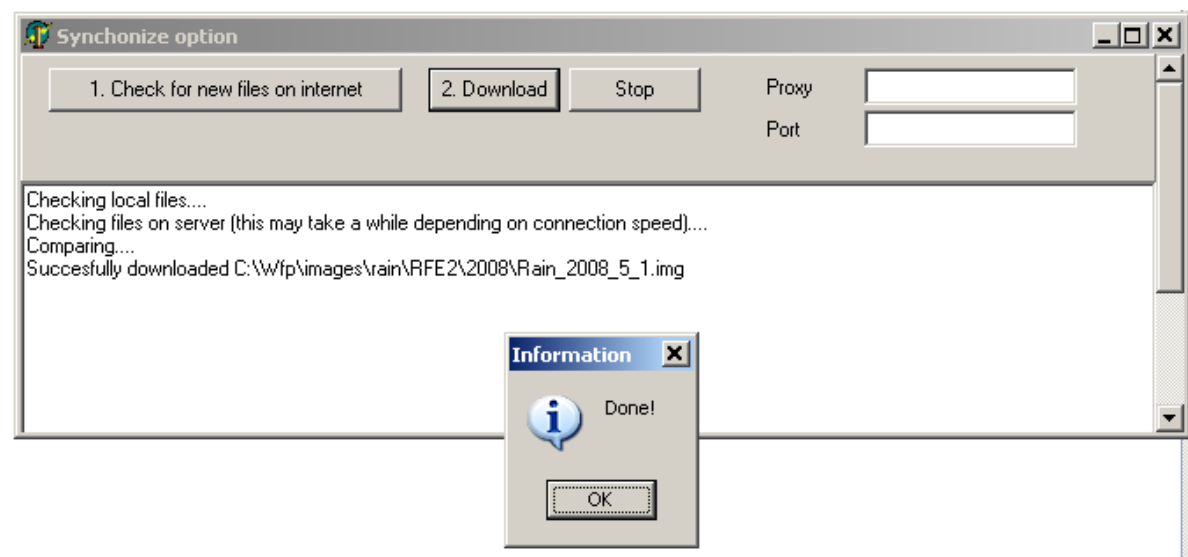 Synchonize option
1. Check for new files on internet
2. Download
Stop
Proxy
Port
Checking local files....
Checking files on server (this may take a while depending on connection speed)....
Comparing....
Succesfully downloaded C:\Wfp\images\rain\RFE2\2008\Rain_2008_5_1.img
Information
Done!
OK